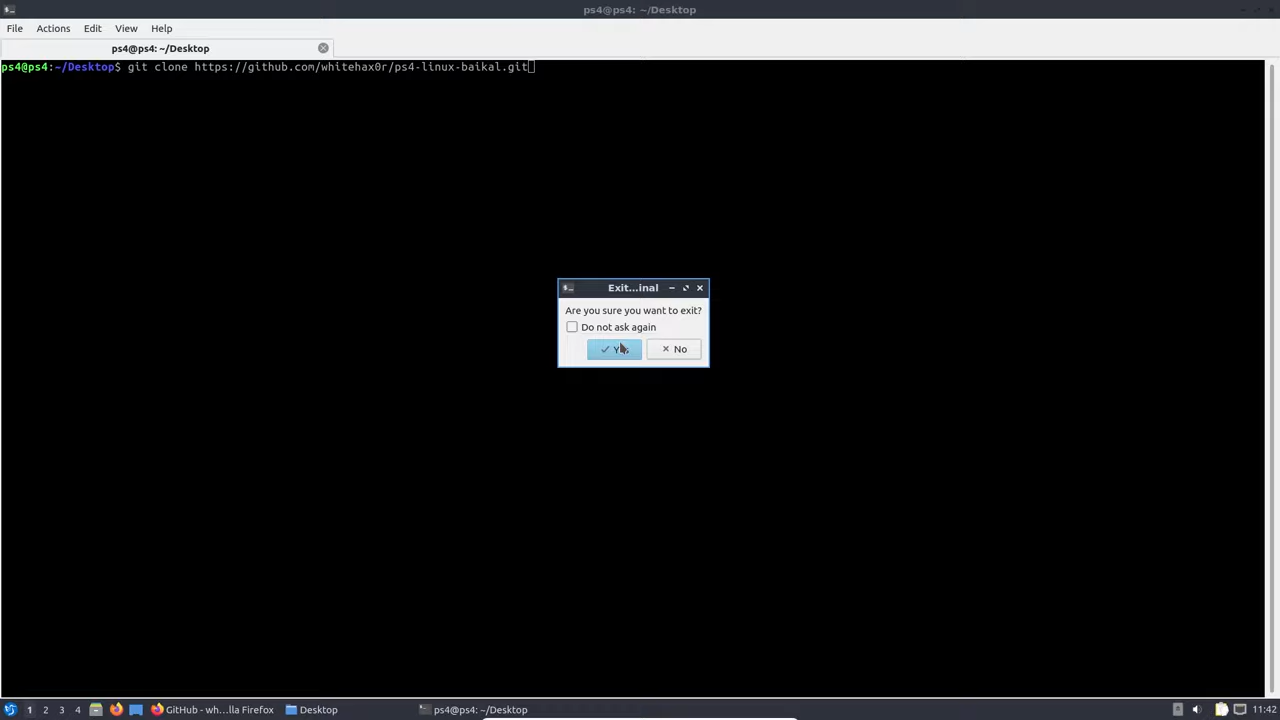 ps4@ps4: ~/Desktop
File Actions Edit View Help
ps4@ps4: ~/Desktop
ps4@ps4:~/Desktop$ git clone https://github.com/whitehax0r/ps4-linux-baikal.git
Exit...inal
Are you sure you want to exit?
Do not ask again
No
1 2 3 4 GitHub - wh...lla Firefox Desktop ps4@ps4: ~/Desktop 11:42